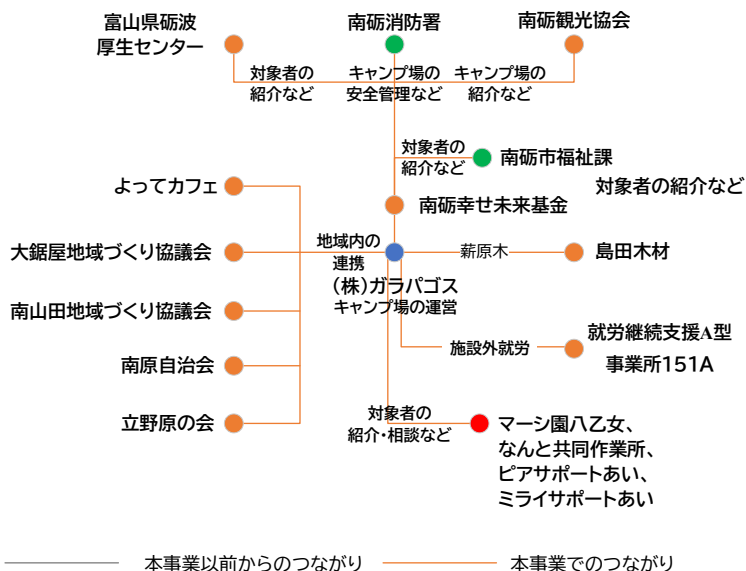 富山県砺波
厚生センター
南砺消防署
南砺観光協会
対象者の
紹介など
キャンプ場の
安全管理など
キャンプ場の
紹介など
対象者の
紹介など
南砺市福祉課
対象者の紹介など
よってカフェ
南砺幸せ未来基金
大鋸屋地域づくり協議会
地域内の
連携
(株)ガラパゴス
キャンプ場の運営
薪原木
島田木材
南山田地域づくり協議会
施設外就労
就労継続支援A型
事業所151A
南原自治会
立野原の会
対象者の
紹介・相談など
マーシ園八乙女、
なんと共同作業所、
ピアサポートあい、
ミライサポートあい
本事業以前からのつながり
本事業でのつながり